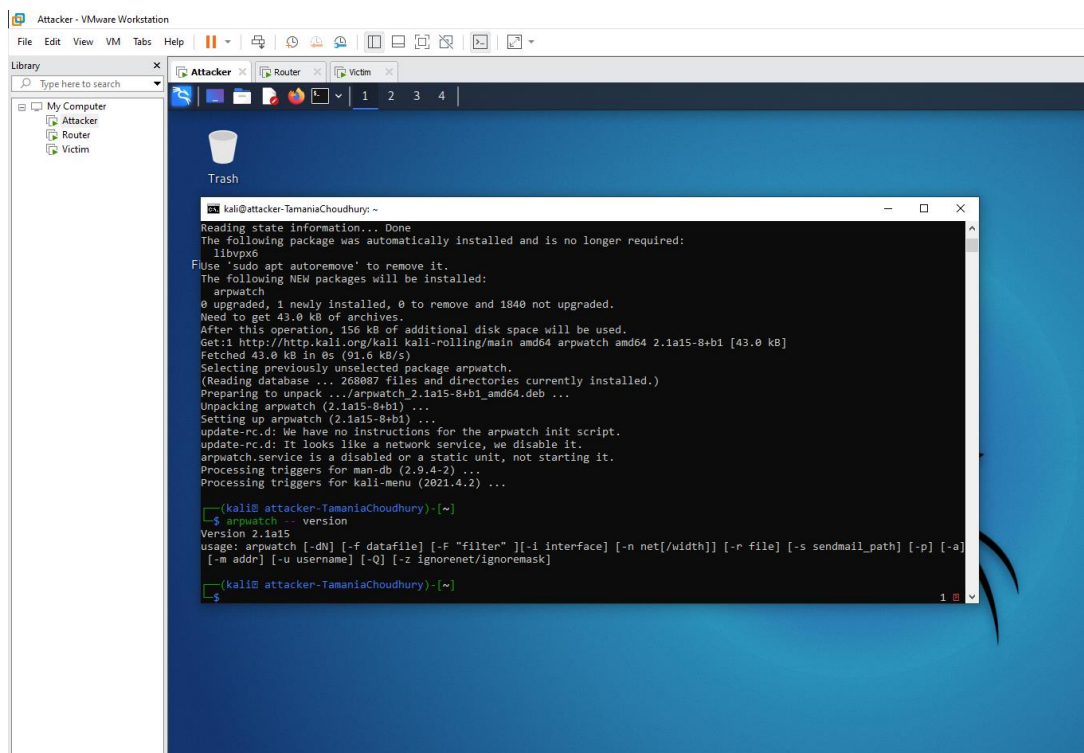 Attacker - VMware Workstation
File Edit View VM Tabs Help
Library
Type here to search
My Computer
Attacker
Router
Victim
Attacker Router Victim
1 2 3 4
Trash
kali@attacker-TamaniaChoudhury: ~
Reading state information... Done
The following package was automatically installed and is no longer required:
libvpx6
Use 'sudo apt autoremove' to remove it.
The following NEW packages will be installed:
arpwatch
0 upgraded, 1 newly installed, 0 to remove and 1840 not upgraded.
Need to get 43.0 kB of archives.
After this operation, 156 kB of additional disk space will be used.
Get:1 http://http.kali.org/kali kali-rolling/main amd64 arpwatch amd64 2.1a15-8+b1 [43.0 kB]
Fetched 43.0 kB in 0s (91.6 kB/s)
Selecting previously unselected package arpwatch.
(Reading database ... 268087 files and directories currently installed.)
Preparing to unpack .../arpwatch_2.1a15-8+b1_amd64.deb ...
Unpacking arpwatch (2.1a15-8+b1) ...
Setting up arpwatch (2.1a15-8+b1) ...
update-rc.d: We have no instructions for the arpwatch init script.
update-rc.d: It looks like a network service, we disable it.
arpwatch.service is a disabled or a static unit, not starting it.
Processing triggers for man-db (2.9.4-2) ...
Processing triggers for kali-menu (2021.4.2) ...
(kali attacker-TamaniaChoudhury)-[~]
$ arpwatch -- version
Version 2.1a15
usage: arpwatch [-dN] [-f datafile] [-F "filter" ][-i interface] [-n net[/width]] [-r file] [-s sendmail_path] [-p] [-a]
[-m addr] [-u username] [-Q] [-z ignorenet/ignoremask]
(kali attacker-TamaniaChoudhury)-[~]
$
1